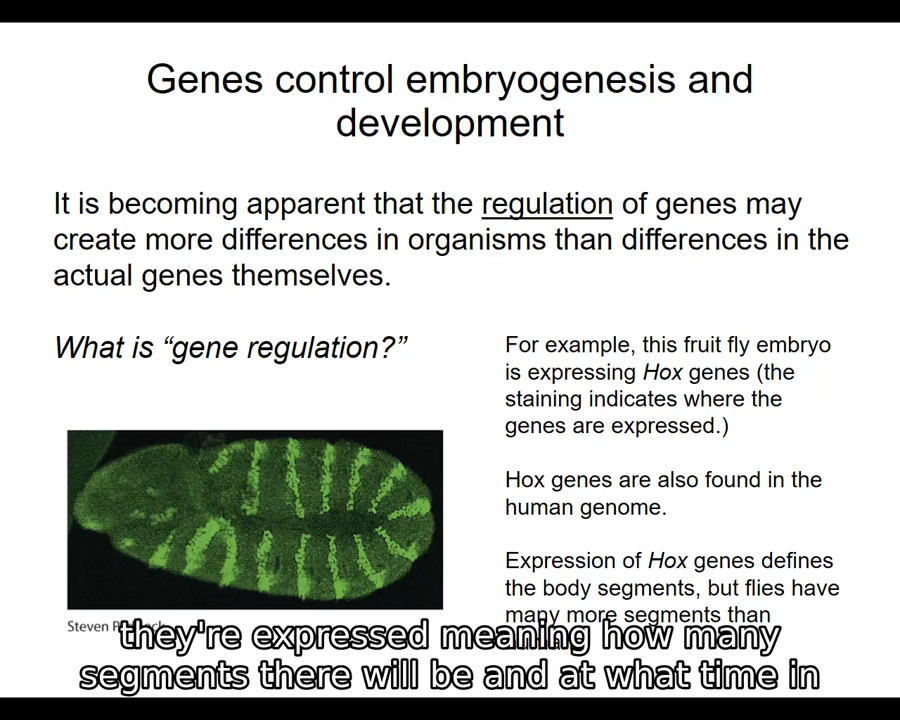 Genes control embryogenesis and
development
It is becoming apparent that the regulation of genes may
create more differences in organisms than differences in the
actual genes themselves.
What is “gene regulation?”
For example, this fruit fly embryo
is expressing Hox genes (the
staining indicates where the
genes are expressed.)
Hox genes are also found in the
human genome.
Expression of Hox genes defines
the body segments, but flies have
many more segments than
Steven
they're expressed meaning how many
segments there will be and at what time in